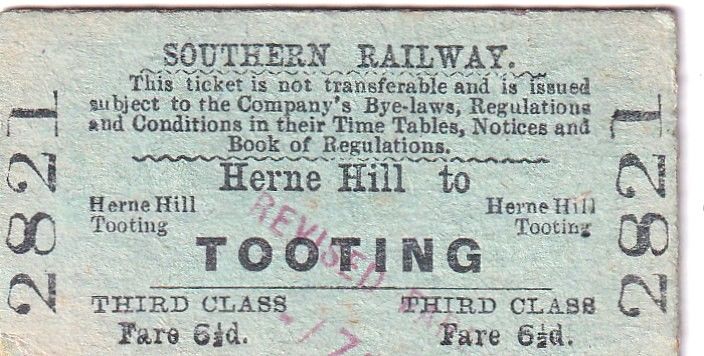 SOUTHERN RAILWAY.
This ticket is not transferable and is issued
subject to the Company's Bye-laws, Regulations
and Conditions in their Time Tables, Notices and
Book of Regulations.
Herne Hill to
Herne Hill Herne Hill
Tooting Tooting
TOOTING
THIRD CLASS THIRD CLASS
Fare 6½d. Fare 6½d.
2821
2821
REVISED